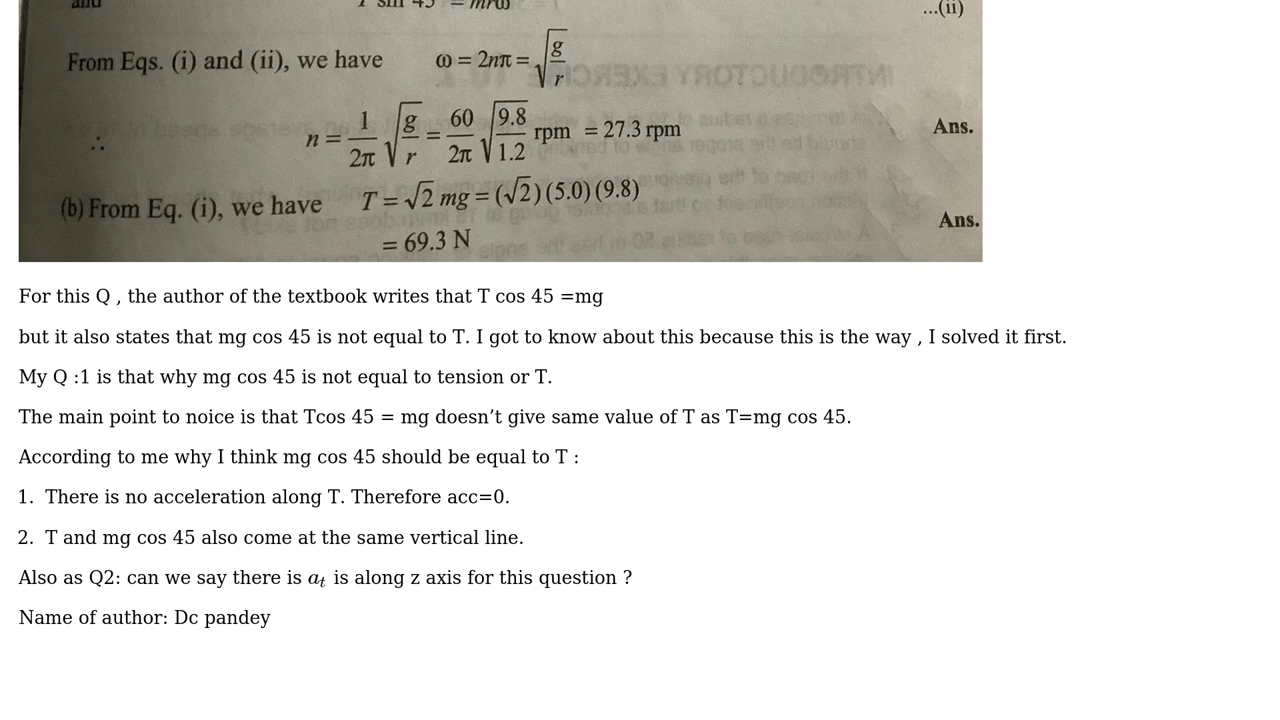 and T sin 45° = mrω ...(ii)
From Eqs. (i) and (ii), we have ω = 2nπ = √(g/r)
∴ n = 1/2π √(g/r) = 60/2π √(9.8/1.2) rpm = 27.3 rpm Ans.
(b) From Eq. (i), we have T = √2 mg = (√2) (5.0) (9.8)
= 69.3 N Ans.
For this Q , the author of the textbook writes that T cos 45 =mg
but it also states that mg cos 45 is not equal to T. I got to know about this because this is the way , I solved it first.
My Q :1 is that why mg cos 45 is not equal to tension or T.
The main point to noice is that Tcos 45 = mg doesn’t give same value of T as T=mg cos 45.
According to me why I think mg cos 45 should be equal to T :
1. There is no acceleration along T. Therefore acc=0.
2. T and mg cos 45 also come at the same vertical line.
Also as Q2: can we say there is aₜ is along z axis for this question ?
Name of author: Dc pandey